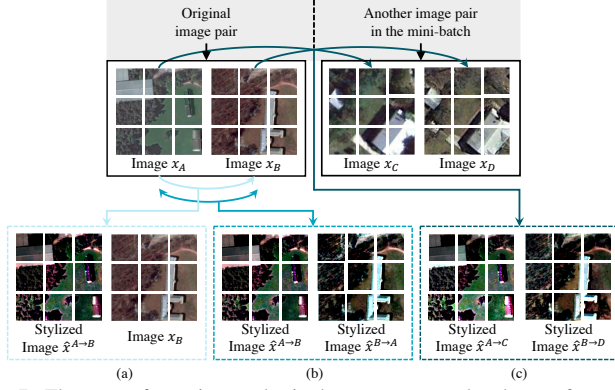 Original
image pair
Another image pair
in the mini-batch
Image x_A
Image x_B
Image x_C
Image x_D
Stylized
Image x̂^{A→B}
Image x_B
Stylized
Image x̂^{A→B}
Stylized
Image x̂^{B→A}
Stylized
Image x̂^{A→C}
Stylized
Image x̂^{B→D}
(a)
(b)
(c)